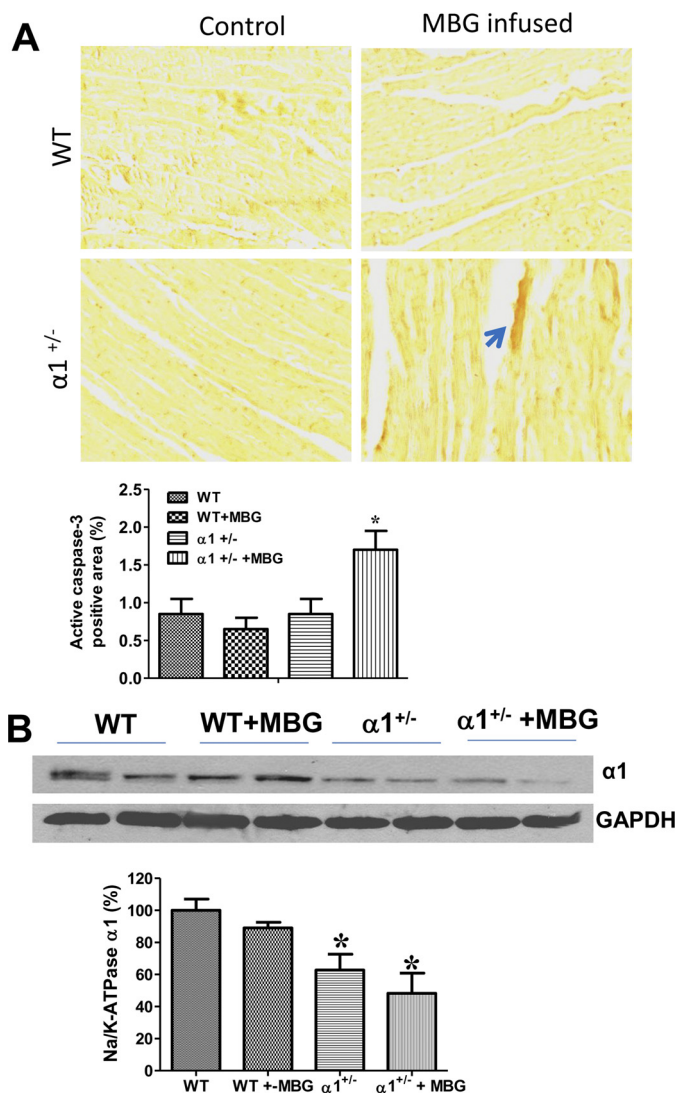 A
Control
MBG infused
WT
α1 +/-
Active caspase-3
positive area (%)
2.5
2.0
1.5
1.0
0.5
0.0
WT
WT+MBG
α1 +/-
α1 +/- +MBG
*
B
WT
WT+MBG
α1+/-
α1+/- +MBG
α1
GAPDH
Na/K-ATPase α1 (%)
120
100
80
60
40
20
0
*
*
WT
WT +-MBG
α1+/-
α1+/- + MBG